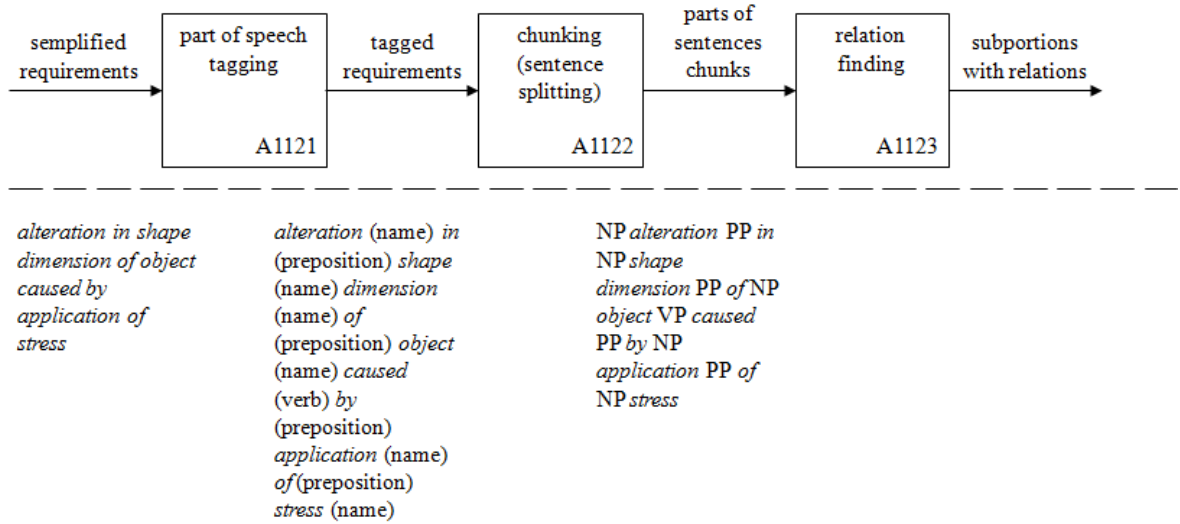 semplified
requirements
part of speech
tagging
A1121
tagged
requirements
chunking
(sentence
splitting)
A1122
parts of
sentences
chunks
relation
finding
A1123
subportions
with relations
alteration in shape
dimension of object
caused by
application of
stress
alteration (name) in
(preposition) shape
(name) dimension
(name) of
(preposition) object
(name) caused
(verb) by
(preposition)
application (name)
of (preposition)
stress (name)
NP alteration PP in
NP shape
dimension PP of NP
object VP caused
PP by NP
application PP of
NP stress